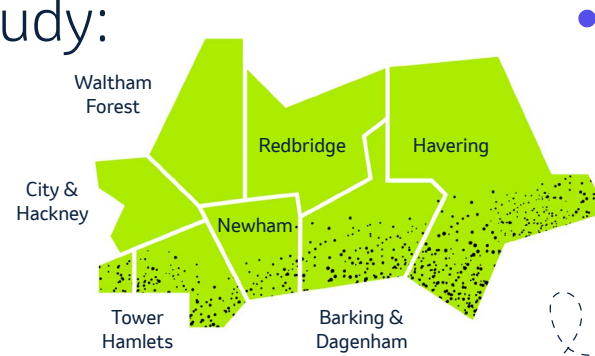 udy:
Waltham
Forest
Redbridge
Havering
City &
Hackney
Newham
Tower
Hamlets
Barking &
Dagenham